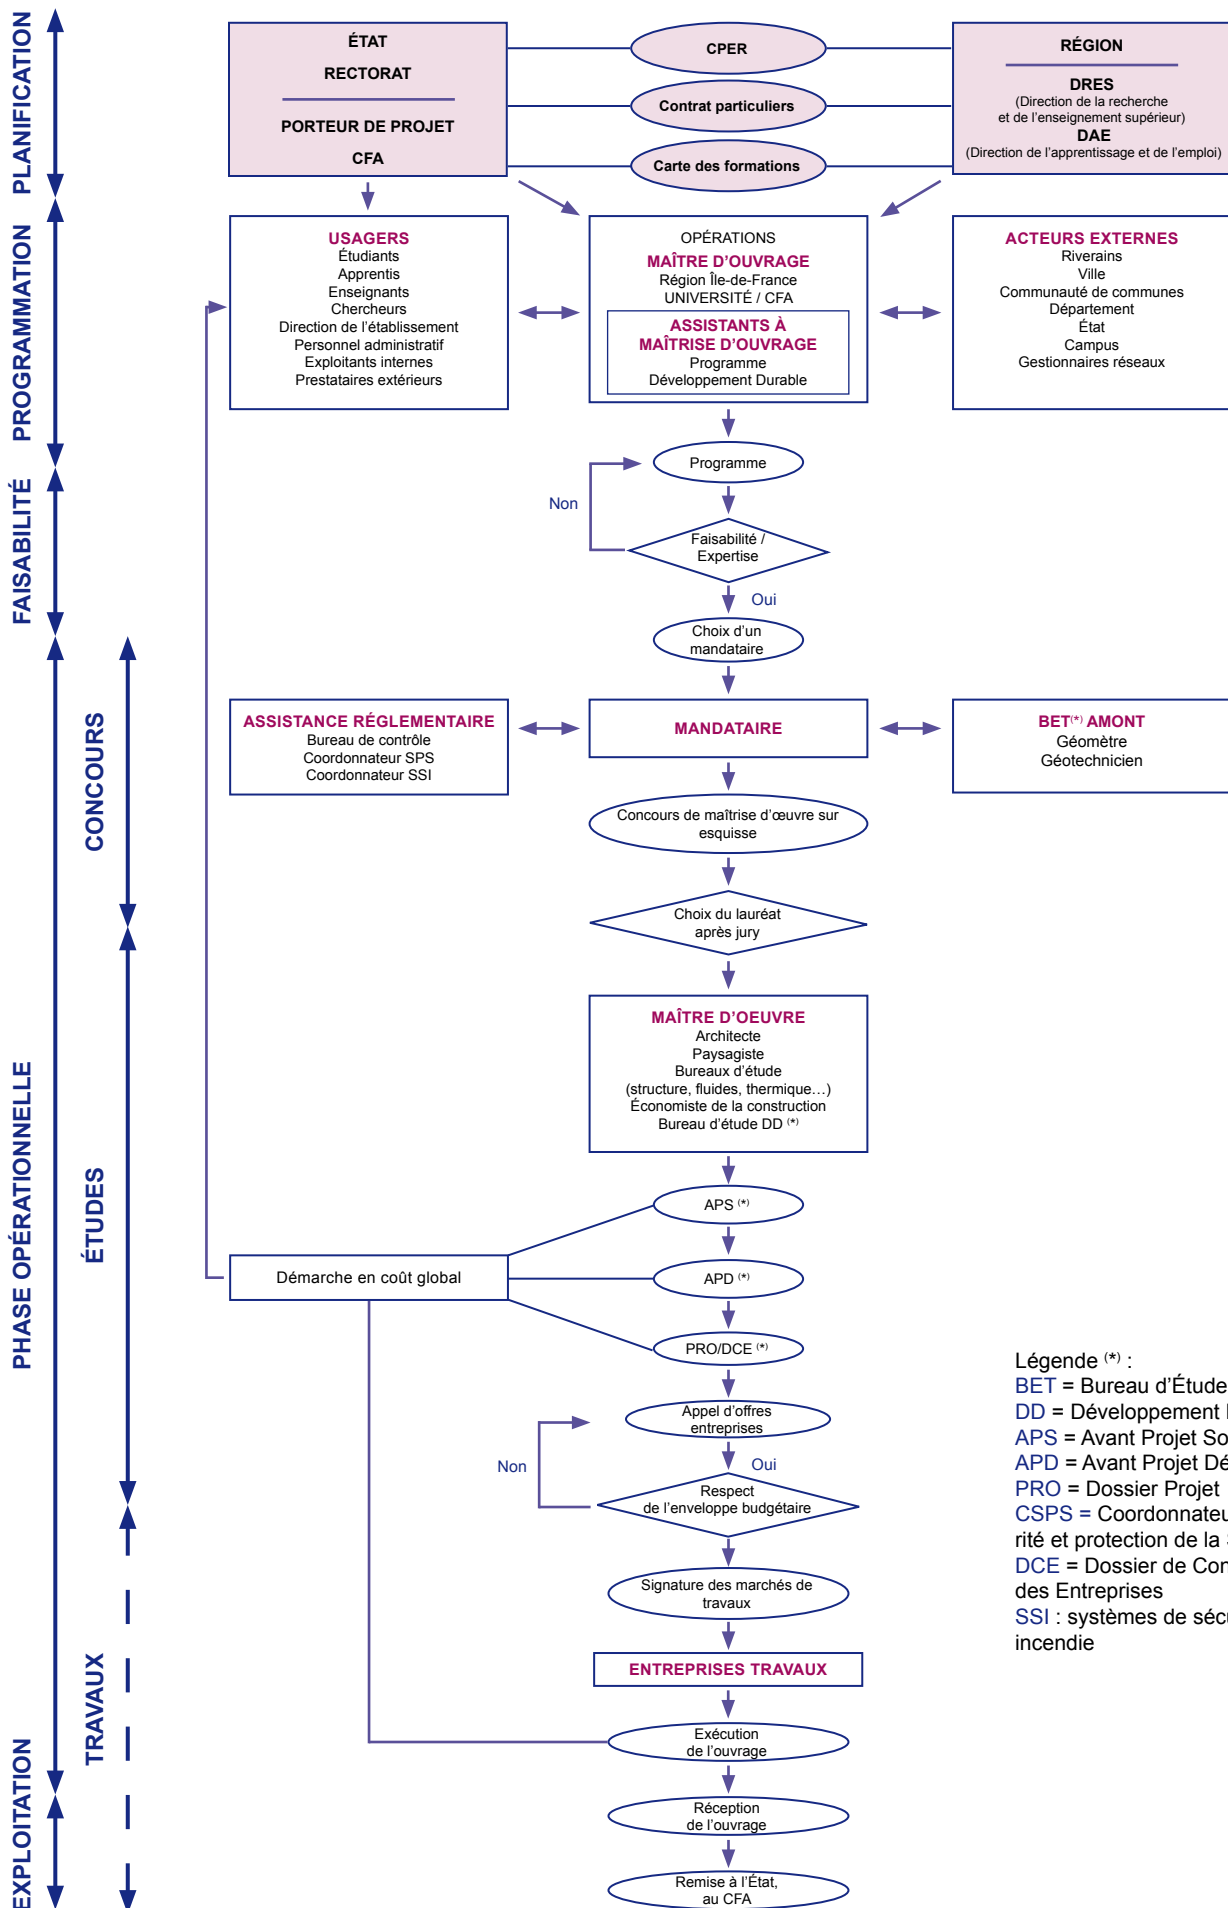 PLANIFICATION
PROGRAMMATION
FAISABILITÉ
PHASE OPÉRATIONNELLE
EXPLOITATION
CONCOURS
ÉTUDES
TRAVAUX
ÉTAT
RECTORAT
PORTEUR DE PROJET
CFA
CPER
Contrat particuliers
Carte des formations
RÉGION
DRES
(Direction de la recherche
et de l'enseignement supérieur)
DAE
(Direction de l'apprentissage et de l'emploi)
USAGERS
Étudiants
Apprentis
Enseignants
Chercheurs
Direction de l'établissement
Personnel administratif
Exploitants internes
Prestataires extérieurs
OPÉRATIONS
MAÎTRE D'OUVRAGE
Région Île-de-France
UNIVERSITÉ / CFA
ASSISTANTS À
MAÎTRISE D'OUVRAGE
Programme
Développement Durable
ACTEURS EXTERNES
Riverains
Ville
Communauté de communes
Département
État
Campus
Gestionnaires réseaux
Programme
Non
Faisabilité /
Expertise
Oui
Choix d'un
mandataire
ASSISTANCE RÉGLEMENTAIRE
Bureau de contrôle
Coordonnateur SPS
Coordonnateur SSI
MANDATAIRE
BET(*) AMONT
Géomètre
Géotechnicien
Concours de maîtrise d'œuvre sur
esquisse
Choix du lauréat
après jury
MAÎTRE D'OEUVRE
Architecte
Paysagiste
Bureaux d'étude
(structure, fluides, thermique…)
Économiste de la construction
Bureau d'étude DD (*)
APS (*)
Démarche en coût global
APD (*)
PRO/DCE (*)
Appel d'offres
entreprises
Non
Oui
Respect
de l'enveloppe budgétaire
Signature des marchés de
travaux
ENTREPRISES TRAVAUX
Exécution
de l'ouvrage
Réception
de l'ouvrage
Remise à l'État,
au CFA
Légende (*) :
BET = Bureau d'Étude
DD = Développement
APS = Avant Projet
APD = Avant Projet
PRO = Dossier Projet
CSPS =
rité et protection de la
DCE = Dossier de
des Entreprises
SSI : systèmes de
incendie